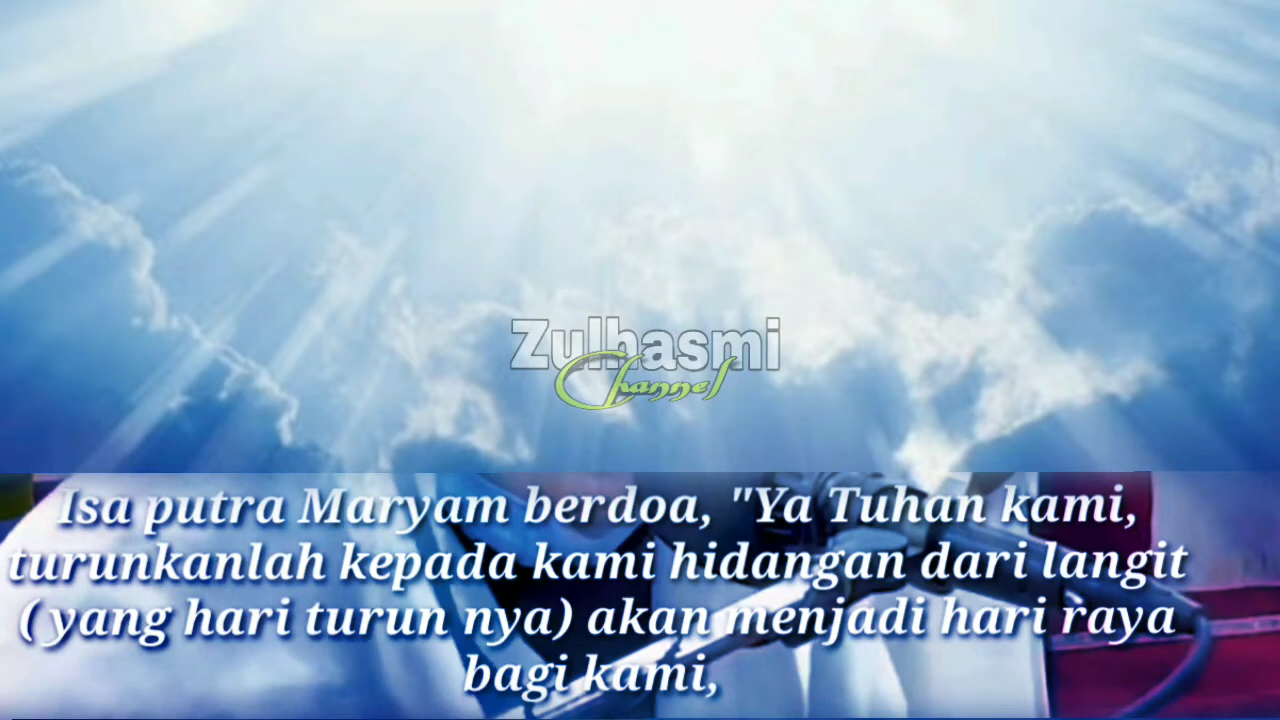 Zulhasmi
Channel
Isa putra Maryam berdoa, "Ya Tuhan kami,
turunkanlah kepada kami hidangan dari langit
(yang hari turun nya) akan menjadi hari raya
bagi kami,